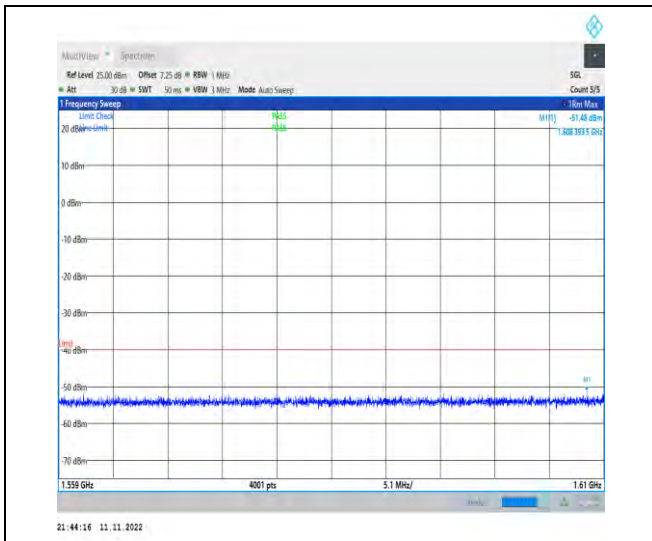 MultiView Spectrum
Ref Level 25.00 dBm Offset 7.25 dB RBW 1 MHz SGL
Att 30 dB SWT 50 ms VBW 3 MHz Mode Auto Sweep Count 5/5
1 Frequency Sweep 1Rm Max
Limit Check PASS M1[1] -51.48 dBm
20 dBm Line Limit PASS 1.608 393 5 GHz
10 dBm
0 dBm
-10 dBm
-20 dBm
-30 dBm
Limit
-40 dBm
M1
-50 dBm
-60 dBm
-70 dBm
1.559 GHz 4001 pts 5.1 MHz/ 1.61 GHz
21:44:16 11.11.2022